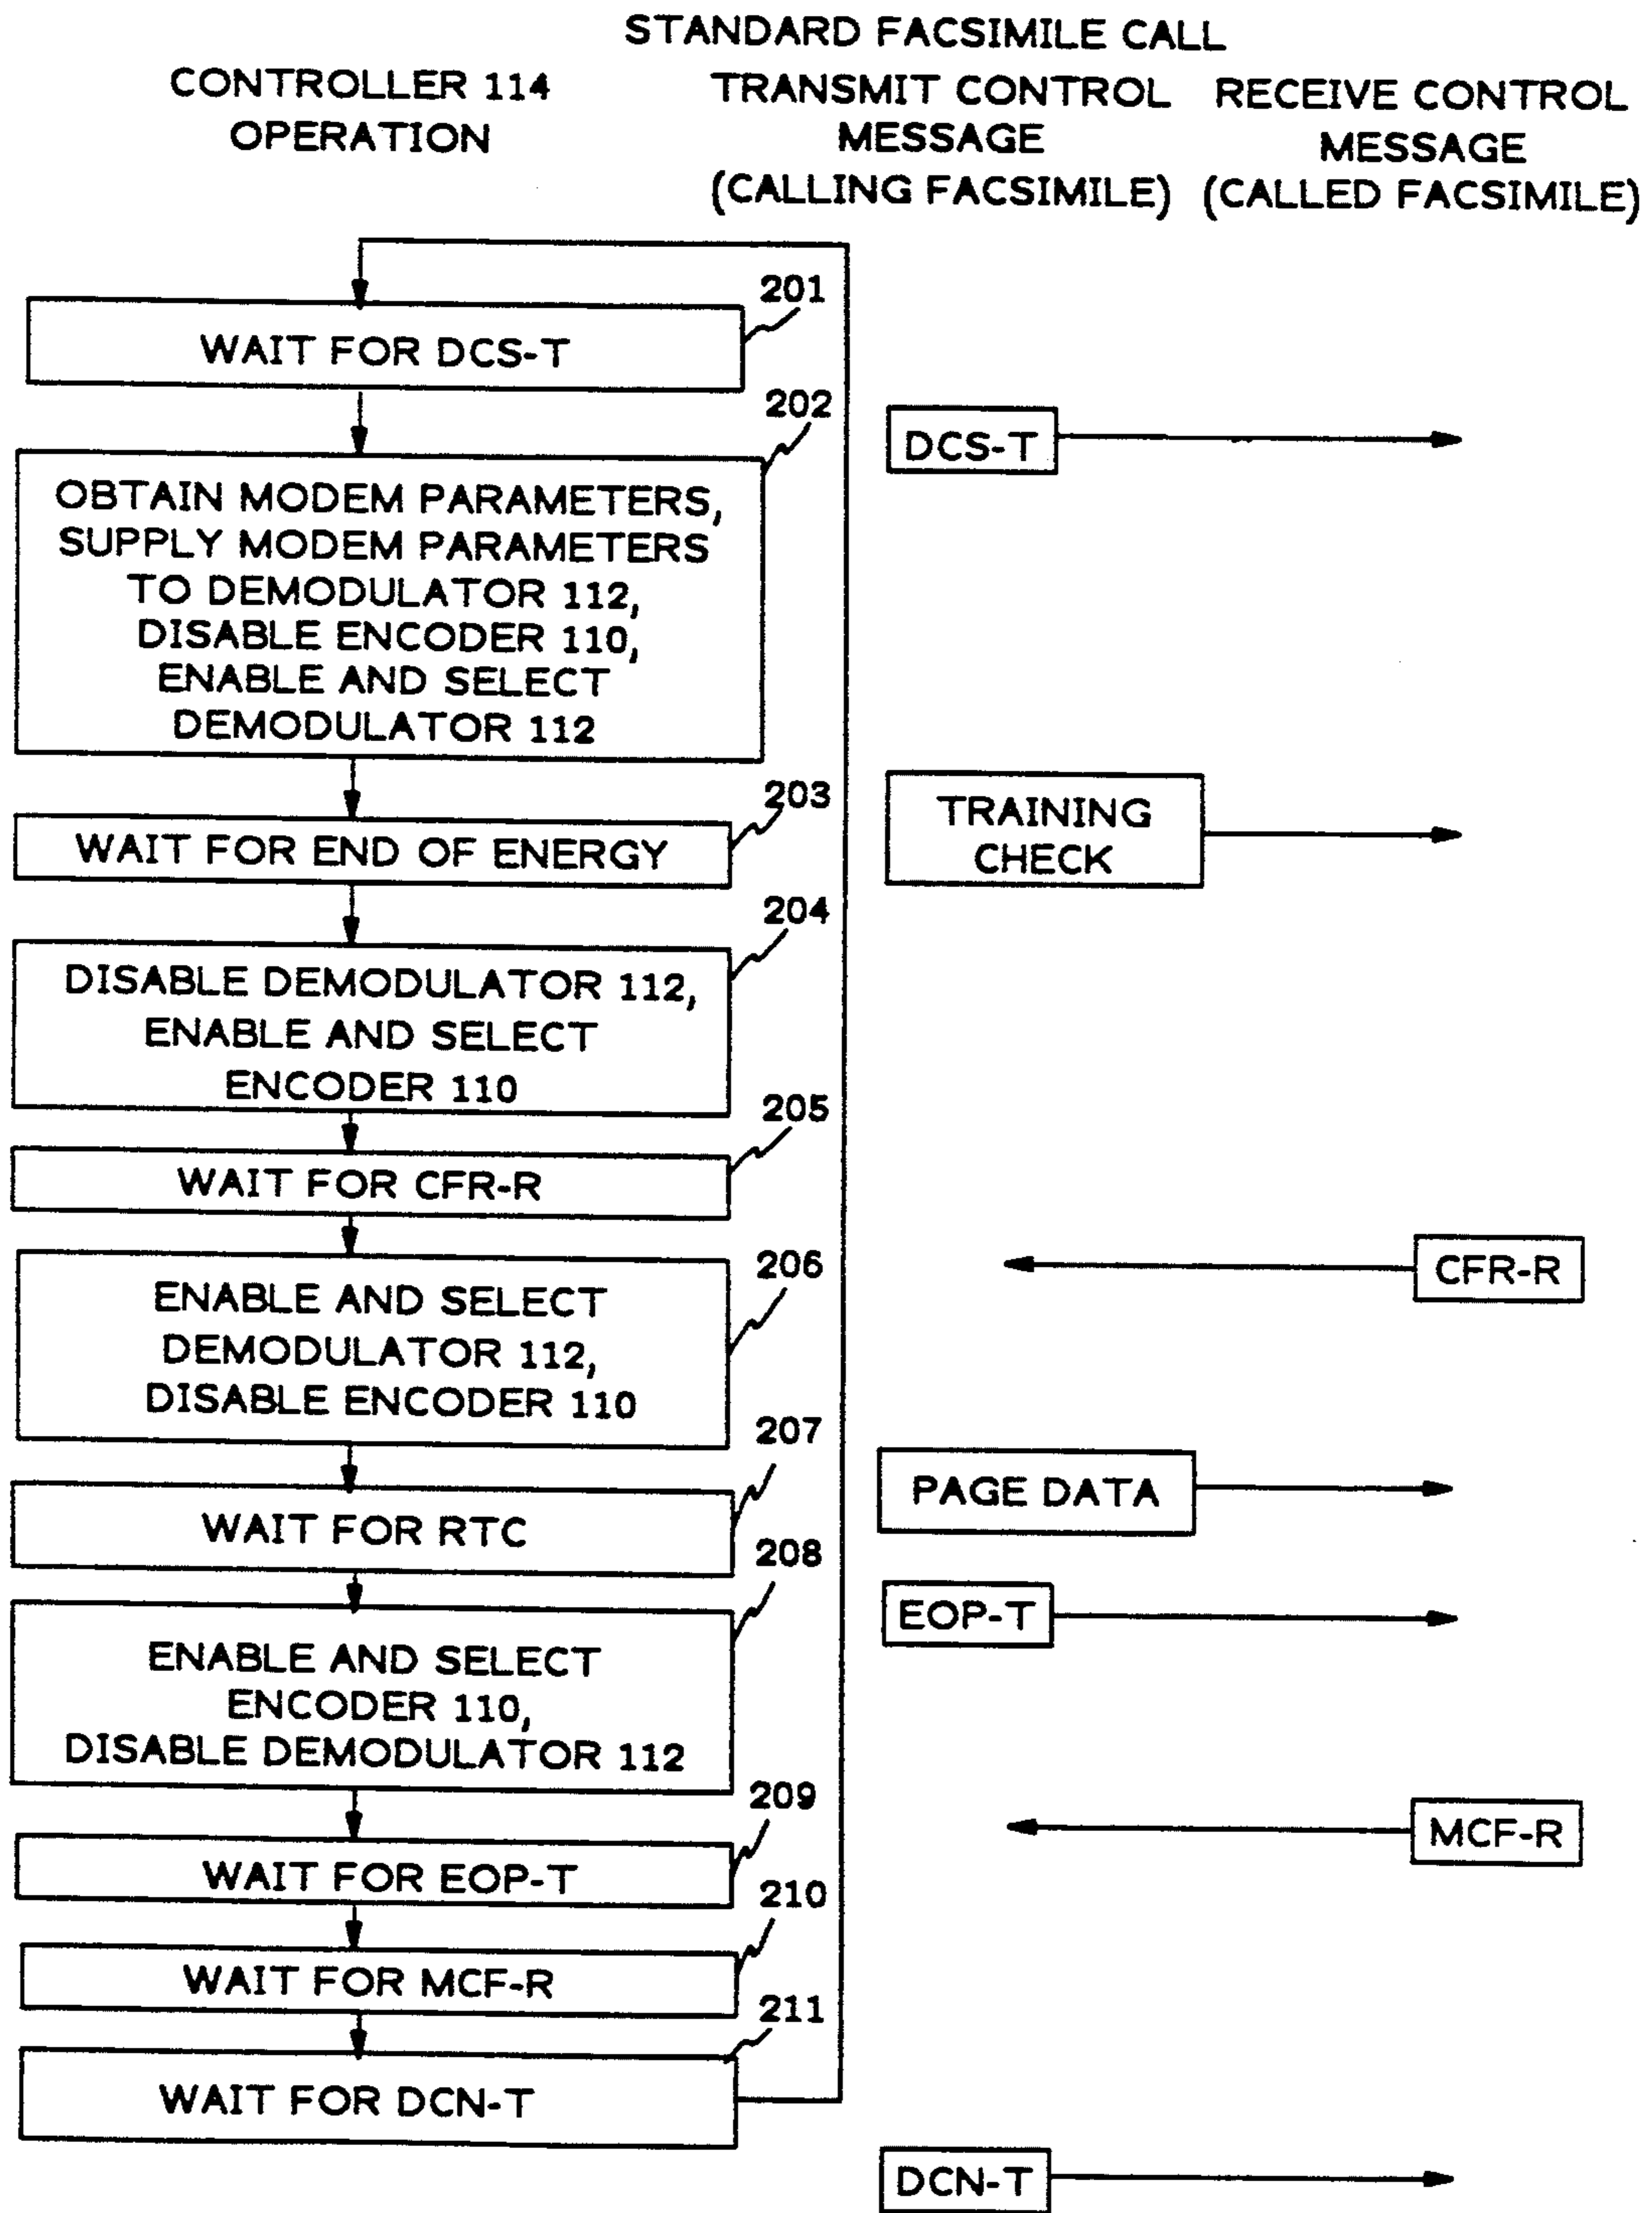 STANDARD FACSIMILE CALL
CONTROLLER 114
OPERATION
TRANSMIT CONTROL
MESSAGE
(CALLING FACSIMILE)
RECEIVE CONTROL
MESSAGE
(CALLED FACSIMILE)
201
WAIT FOR DCS-T
202
DCS-T
OBTAIN MODEM PARAMETERS,
SUPPLY MODEM PARAMETERS
TO DEMODULATOR 112,
DISABLE ENCODER 110,
ENABLE AND SELECT
DEMODULATOR 112
203
WAIT FOR END OF ENERGY
TRAINING
CHECK
204
DISABLE DEMODULATOR 112,
ENABLE AND SELECT
ENCODER 110
205
WAIT FOR CFR-R
206
CFR-R
ENABLE AND SELECT
DEMODULATOR 112,
DISABLE ENCODER 110
207
PAGE DATA
WAIT FOR RTC
208
EOP-T
ENABLE AND SELECT
ENCODER 110,
DISABLE DEMODULATOR 112
209
MCF-R
WAIT FOR EOP-T
210
WAIT FOR MCF-R
211
WAIT FOR DCN-T
DCN-T